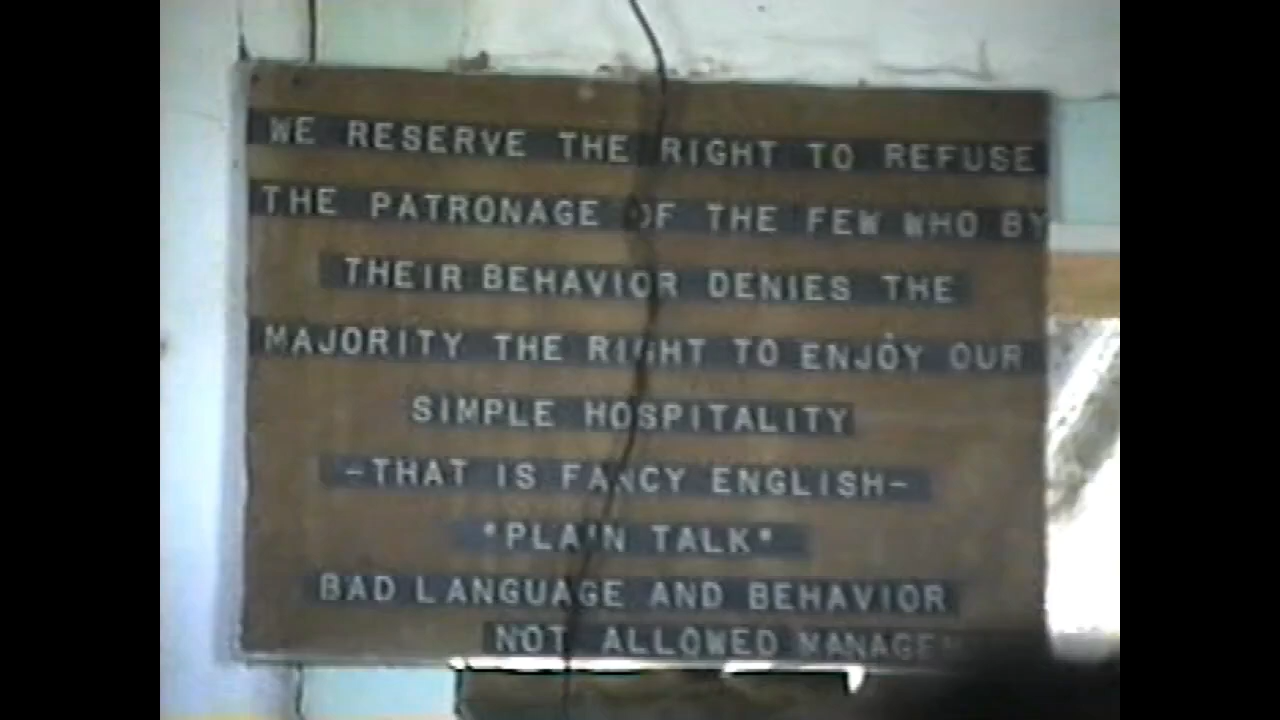 WE RESERVE THE RIGHT TO REFUSE
THE PATRONAGE OF THE FEW WHO BY
THEIR BEHAVIOR DENIES THE
MAJORITY THE RIGHT TO ENJOY OUR
SIMPLE HOSPITALITY
-THAT IS FANCY ENGLISH-
"PLAIN TALK"
BAD LANGUAGE AND BEHAVIOR
NOT ALLOWED